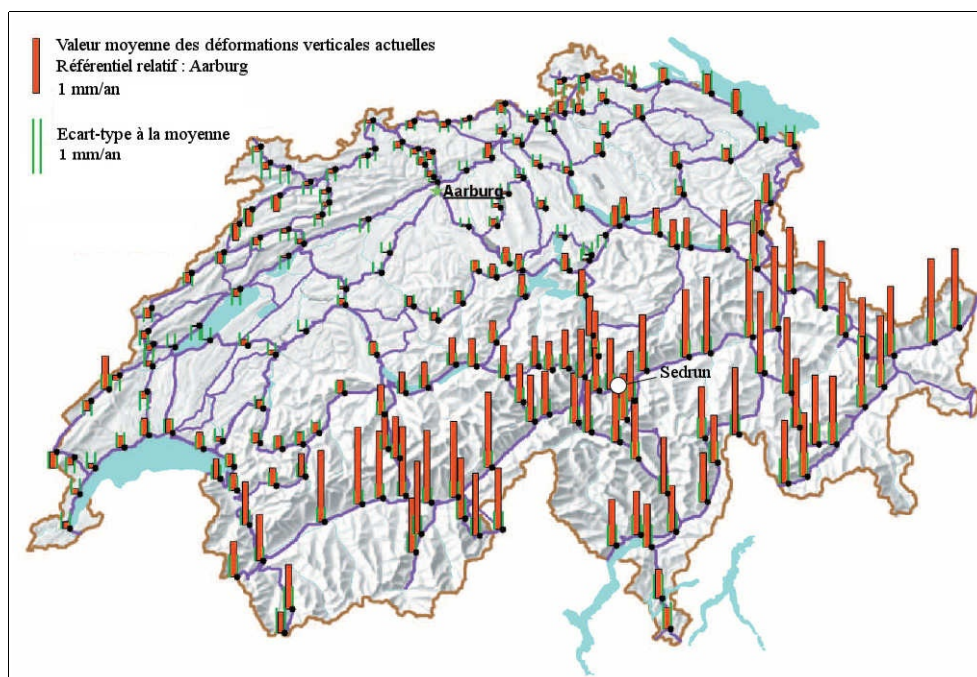 Valeur moyenne des déformations verticales actuelles
Référentiel relatif : Aarburg
1 mm/an
Ecart-type à la moyenne
1 mm/an
Aarburg
Sedrun